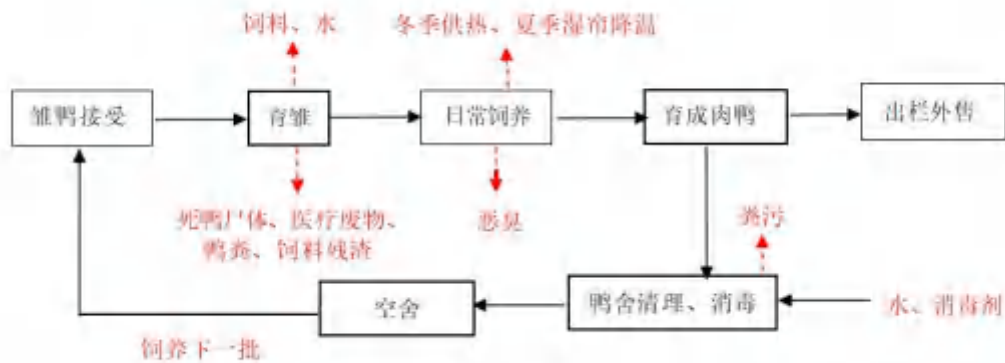 饲料、水
冬季供热、夏季湿帘降温
雏鸭接受
育雏
日常饲养
育成肉鸭
出栏外售
死鸭尸体、医疗废物、
鸭粪、饲料残渣
恶臭
粪污
空舍
鸭舍清理、消毒
水、消毒剂
饲养下一批